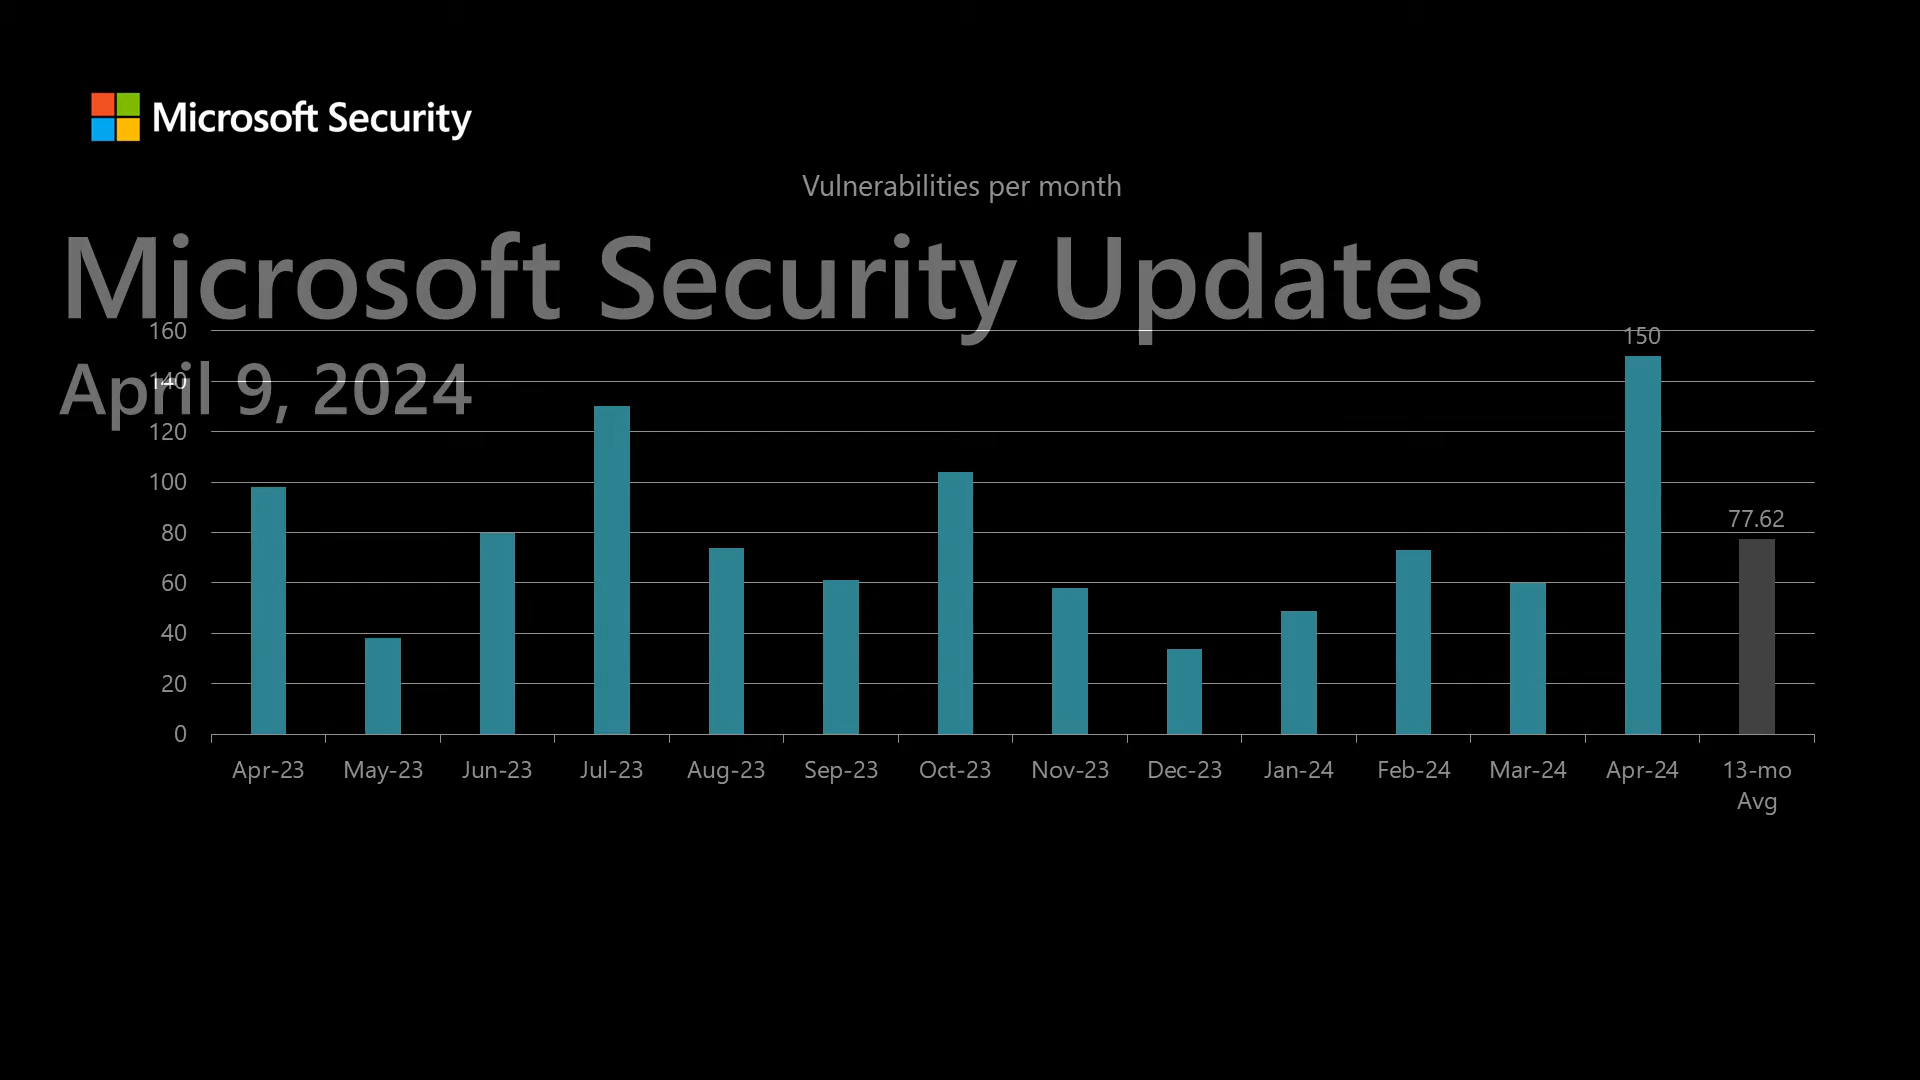 Microsoft Security
Vulnerabilities per month
Microsoft Security Updates
April 9, 2024
160
140
120
100
80
60
40
20
0
150
77.62
Apr-23 May-23 Jun-23 Jul-23 Aug-23 Sep-23 Oct-23 Nov-23 Dec-23 Jan-24 Feb-24 Mar-24 Apr-24 13-mo
Avg